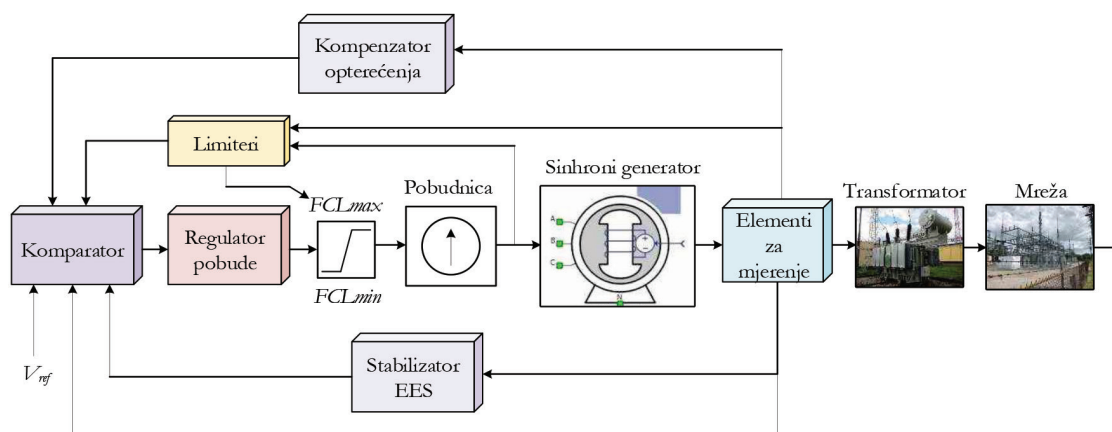 Kompenzator
opterećenja
Limiteri
Sinhroni generator
Pobudnica
Transformator
Mreža
FCLmax
A
B
C
N
Komparator
Regulator
pobude
Elementi
za
mjerenje
FCLmin
Vref
Stabilizator
EES